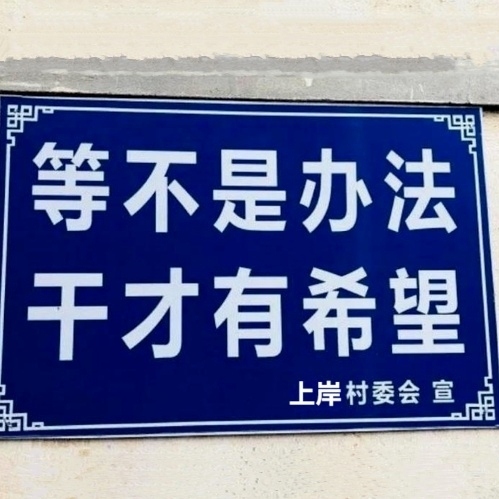 等不是办法
干才有希望
上岸村委会 宣